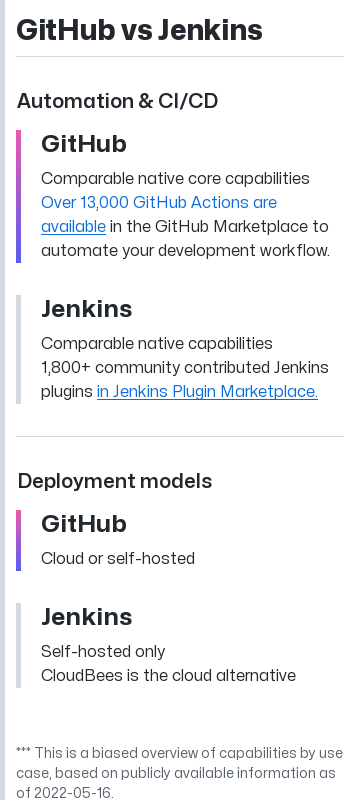 GitHub vs Jenkins
Automation & CI/CD
GitHub
Comparable native core capabilities
Over 13,000 GitHub Actions are
available in the GitHub Marketplace to
automate your development workflow.
Jenkins
Comparable native capabilities
1,800+ community contributed Jenkins
plugins in Jenkins Plugin Marketplace.
Deployment models
GitHub
Cloud or self-hosted
Jenkins
Self-hosted only
CloudBees is the cloud alternative
*** This is a biased overview of capabilities by use
case, based on publicly available information as
of 2022-05-16.